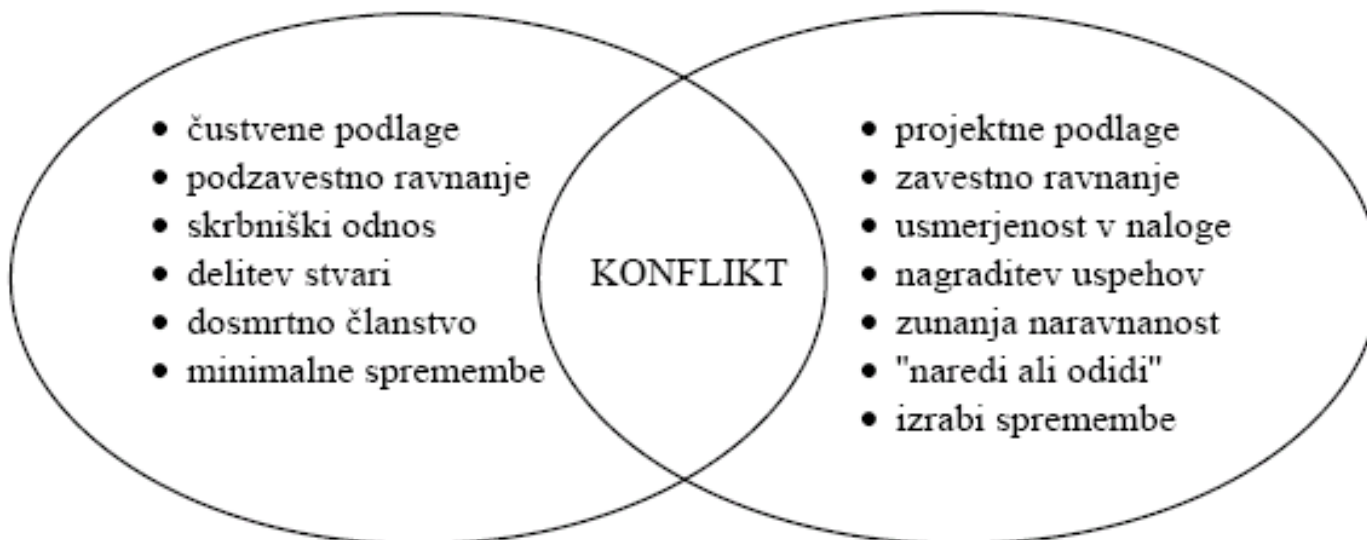 • čustvene podlage
• podzavestno ravnanje
• skrbniški odnos
• delitev stvari
• dosmrtno članstvo
• minimalne spremembe
KONFLIKT
• projektne podlage
• zavestno ravnanje
• usmerjenost v naloge
• nagraditev uspehov
• zunanja naravnanost
• "naredi ali odidi"
• izrabi spremembe